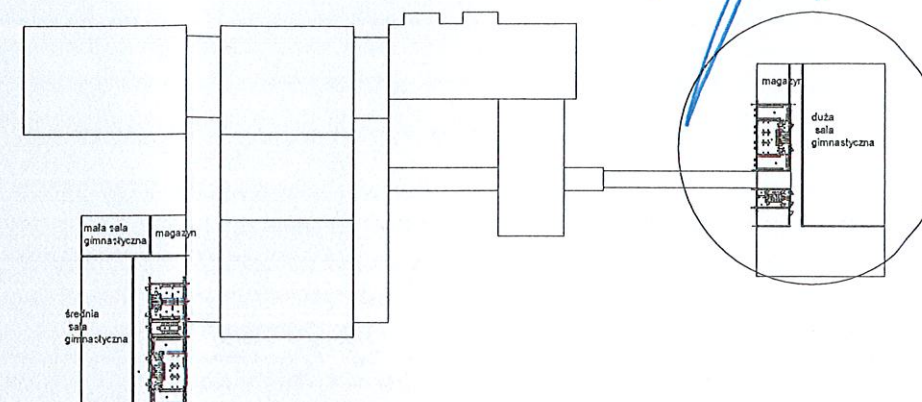 magazyn
duża
sala
gimnastyczna
mała sala
gimnastyczna
magazyn
średnia
sala
gimnastyczna